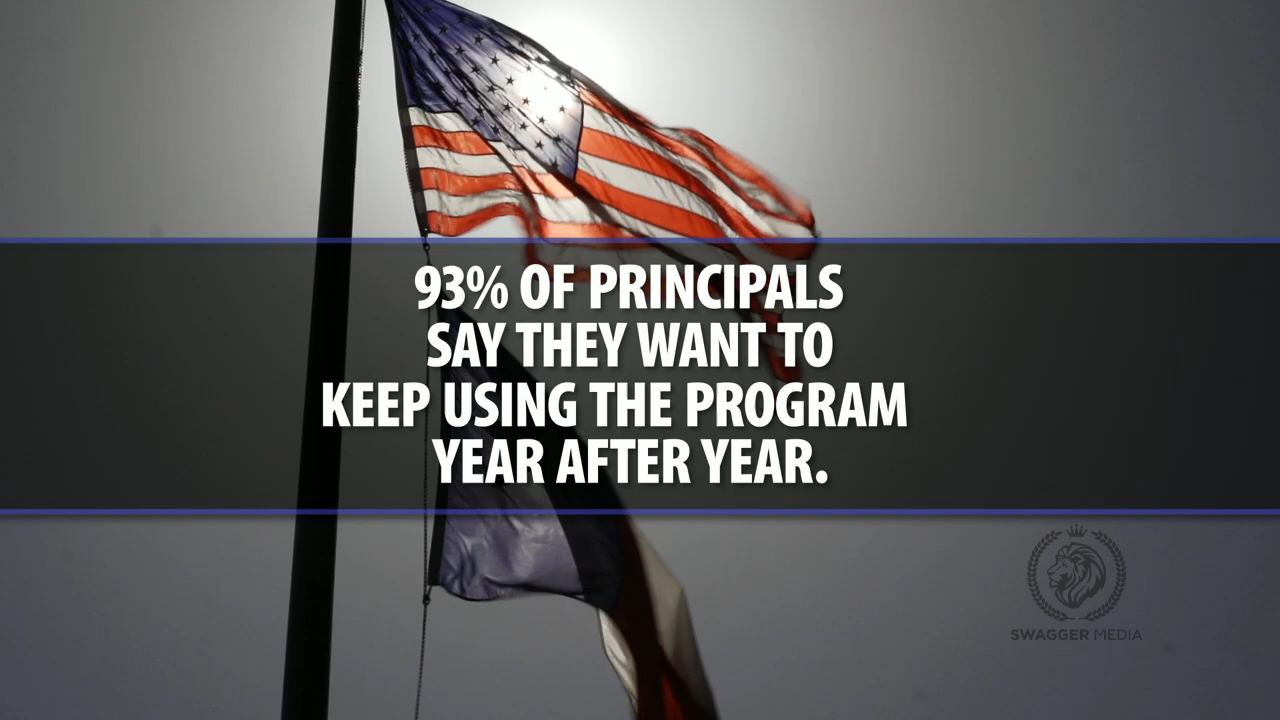 93% OF PRINCIPALS
SAY THEY WANT TO
KEEP USING THE PROGRAM
YEAR AFTER YEAR.
SWAGGER MEDIA